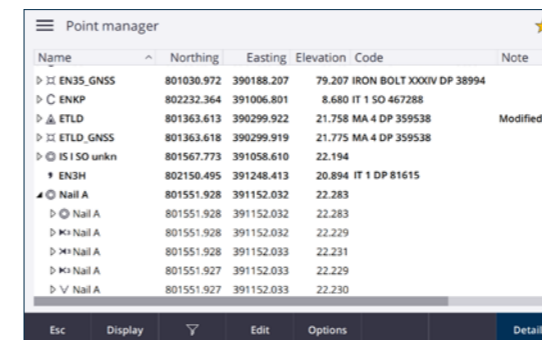 Point manager
Name Northing Easting Elevation Code Note
EN35_GNSS 801030.972 390188.207 79.207 IRON BOLT XXXIV DP 38994
ENKP 802232.364 391006.801 8.680 IT 1 SO 467288
ETLD 801363.613 390299.922 21.758 MA 4 DP 359538 Modified
ETLD_GNSS 801363.618 390299.919 21.775 MA 4 DP 359538
IS I SO unkn 801567.773 391058.610 22.194
EN3H 802150.495 391248.413 20.894 IT 1 DP 81615
Nail A 801551.928 391152.032 22.283
Nail A 801551.928 391152.032 22.283
Nail A 801551.928 391152.032 22.229
Nail A 801551.928 391152.033 22.231
Nail A 801551.927 391152.033 22.229
Nail A 801551.927 391152.033 22.230
Esc Display Edit Options Detail